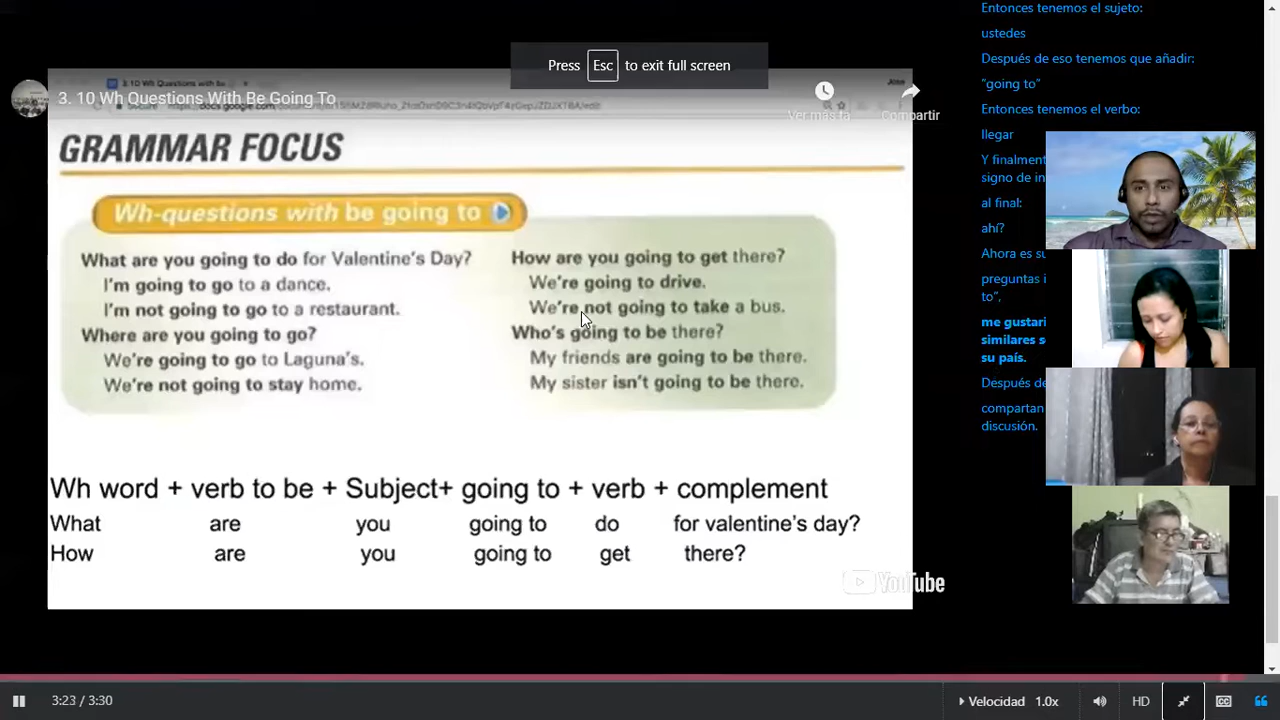 Press Esc to exit full screen
3. 10 Wh Questions with
3. 10 Wh Questions With Be Going To
Compartir
GRAMMAR FOCUS
Wh-questions with be going to
What are you going to do for Valentine's Day?
I'm going to go to a dance.
I'm not going to go to a restaurant.
Where are you going to go?
We're going to go to Laguna's.
We're not going to stay home.
How are you going to get there?
We're going to drive.
We're not going to take a bus.
Who's going to be there?
My friends are going to be there.
My sister isn't going to be there.
Wh word + verb to be + Subject+ going to + verb + complement
What are you going to do for valentine's day?
How are you going to get there?
YouTube
Entonces tenemos el sujeto:
ustedes
Después de eso tenemos que añadir:
"going to"
Entonces tenemos el verbo:
llegar
Y finalment
signo de in
al final:
ahí?
Ahora es su
preguntas i
to",
me gustari
similares s
su país.
Después de
compartan
discusión.
3:23 / 3:30
Velocidad 1.0x
HD
CC